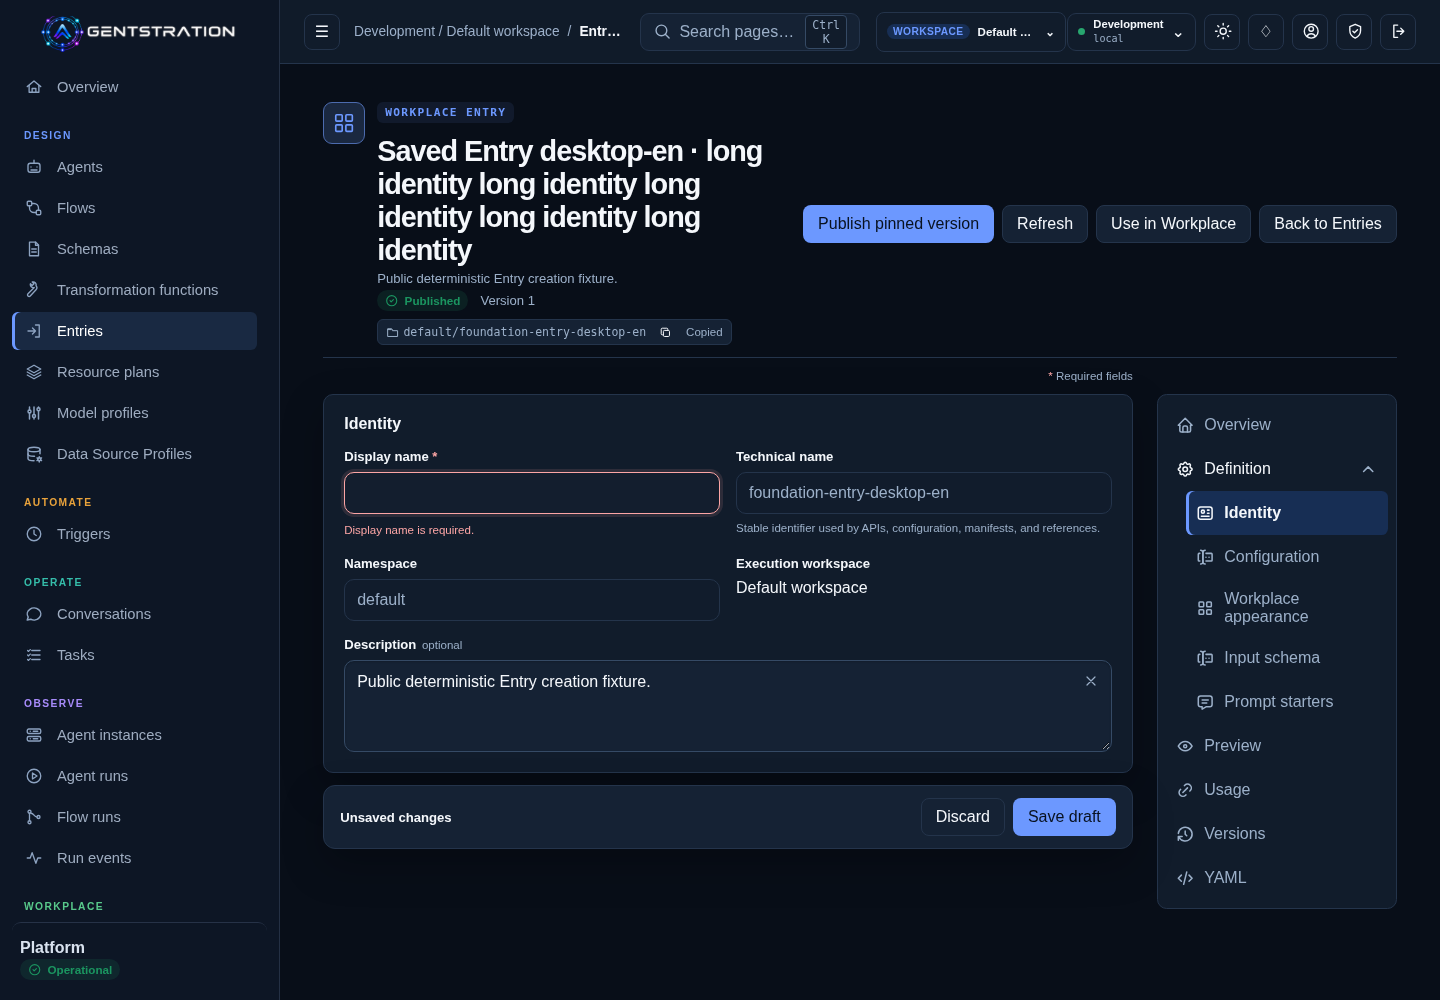 GENTSTRATION
Overview
DESIGN
Agents
Flows
Schemas
Transformation functions
Entries
Resource plans
Model profiles
Data Source Profiles
AUTOMATE
Triggers
OPERATE
Conversations
Tasks
OBSERVE
Agent instances
Agent runs
Flow runs
Run events
WORKPLACE
Platform
Operational
Development / Default workspace / Entr…
Search pages…
Ctrl
K
WORKSPACE Default …
Development
local
WORKPLACE ENTRY
Saved Entry desktop-en · long
identity long identity long
identity long identity long
identity
Public deterministic Entry creation fixture.
Published Version 1
default/foundation-entry-desktop-en Copied
Publish pinned version
Refresh
Use in Workplace
Back to Entries
* Required fields
Identity
Display name *
Display name is required.
Technical name
foundation-entry-desktop-en
Stable identifier used by APIs, configuration, manifests, and references.
Namespace
default
Execution workspace
Default workspace
Description optional
Public deterministic Entry creation fixture.
Unsaved changes
Discard
Save draft
Overview
Definition
Identity
Configuration
Workplace
appearance
Input schema
Prompt starters
Preview
Usage
Versions
YAML